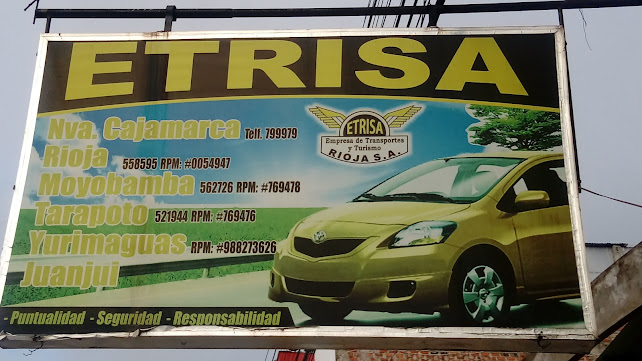 ETRISA
ETRISA
Empresa de Transportes
y Turismo
RIOJA S.A.
Nva. Cajamarca Telf. 799979
Rioja 558595 RPM: #0054947
Moyobamba 562726 RPM: #769478
Tarapoto 521944 RPM: #769476
Yurimaguas RPM: #988273626
Juanjui
- Puntualidad - Seguridad - Responsabilidad